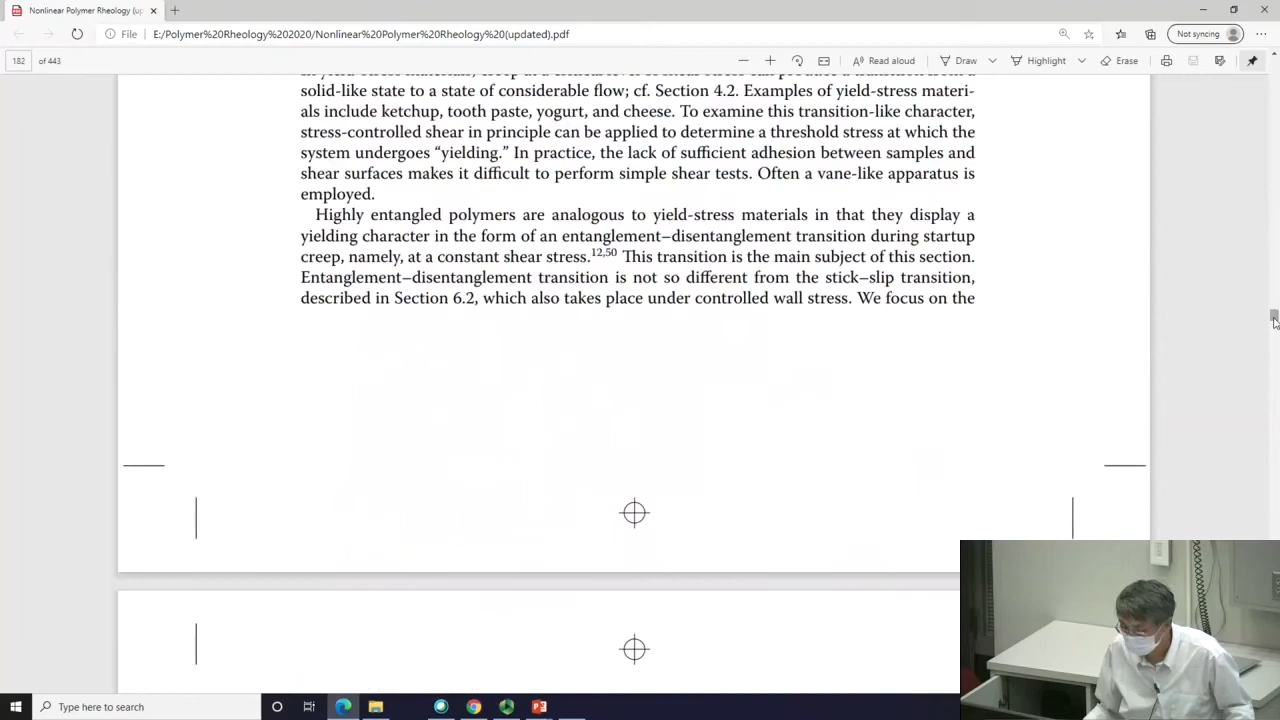 Nonlinear Polymer Rheology (up
File
E:/Polymer%20Rheology%202020/Nonlinear%20Polymer%20Rheology%20(updated).pdf
Not syncing
182 of 443
Read aloud
Draw
Highlight
Erase
solid-like state to a state of considerable flow; cf. Section 4.2. Examples of yield-stress materi-
als include ketchup, tooth paste, yogurt, and cheese. To examine this transition-like character,
stress-controlled shear in principle can be applied to determine a threshold stress at which the
system undergoes “yielding.” In practice, the lack of sufficient adhesion between samples and
shear surfaces makes it difficult to perform simple shear tests. Often a vane-like apparatus is
employed.
Highly entangled polymers are analogous to yield-stress materials in that they display a
yielding character in the form of an entanglement–disentanglement transition during startup
creep, namely, at a constant shear stress.12,50 This transition is the main subject of this section.
Entanglement–disentanglement transition is not so different from the stick–slip transition,
described in Section 6.2, which also takes place under controlled wall stress. We focus on the
Type here to search